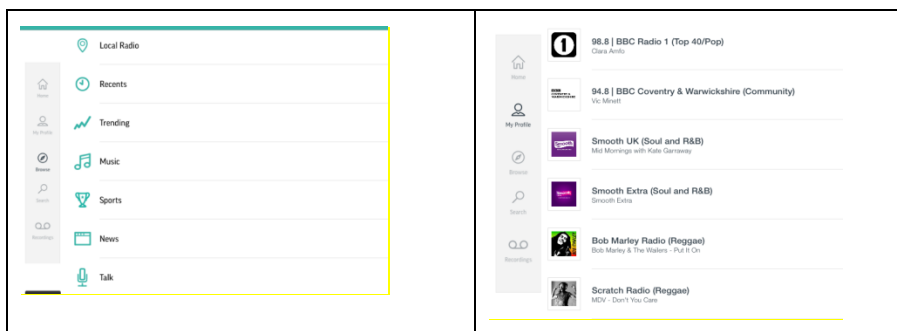 Local Radio
Home
Recents
My Profile
Trending
Browse
Music
Search
Sports
Recordings
News
Talk
1
98.8 | BBC Radio 1 (Top 40/Pop)
Clara Amfo
Home
94.8 | BBC Coventry & Warwickshire (Community)
Vic Minett
My Profile
Smooth UK (Soul and R&B)
Mid Mornings with Kate Garraway
Browse
Smooth Extra (Soul and R&B)
Smooth Extra
Search
Bob Marley Radio (Reggae)
Bob Marley & The Wailers - Put It On
Recordings
Scratch Radio (Reggae)
MDV - Don't You Care